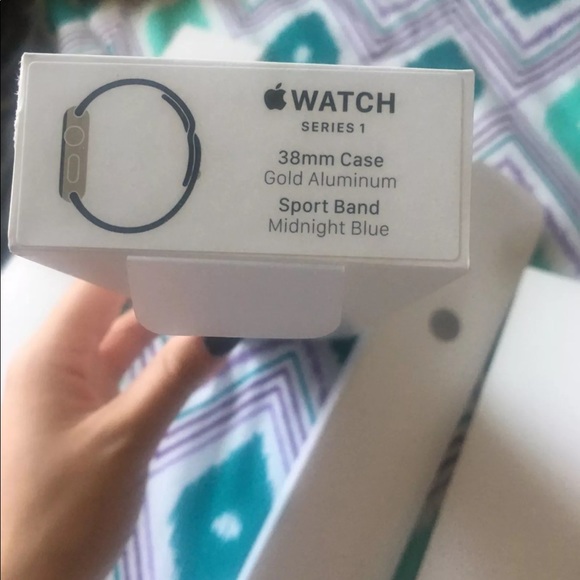 WATCH
SERIES 1
38mm Case
Gold Aluminum
Sport Band
Midnight Blue